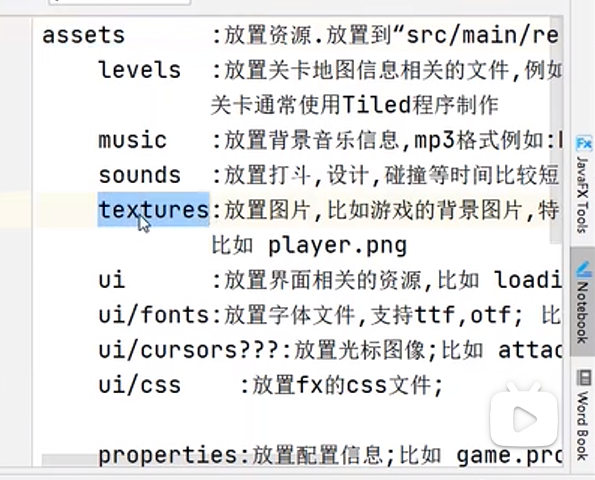 assets :放置资源.放置到“src/main/re
levels :放置关卡地图信息相关的文件,例如
关卡通常使用Tiled程序制作
music :放置背景音乐信息,mp3格式例如:
sounds :放置打斗,设计,碰撞等时间比较短
textures:放置图片,比如游戏的背景图片,特
比如 player.png
ui :放置界面相关的资源,比如 loadi
ui/fonts:放置字体文件,支持ttf,otf; 比
ui/cursors???:放置光标图像;比如 attac
ui/css :放置fx的css文件;
properties:放置配置信息;比如 game.pro
JavaFX Tools
Notebook
Word Book